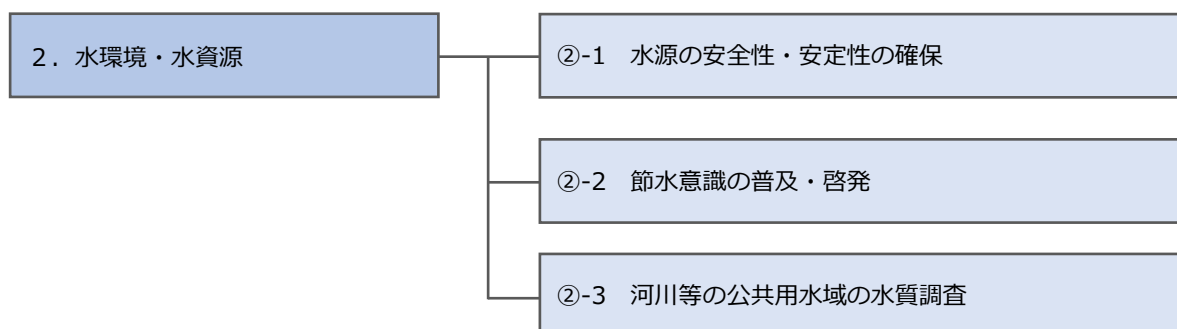 ２．水環境・水資源
②-1　水源の安全性・安定性の確保
②-2　節水意識の普及・啓発
②-3　河川等の公共用水域の水質調査